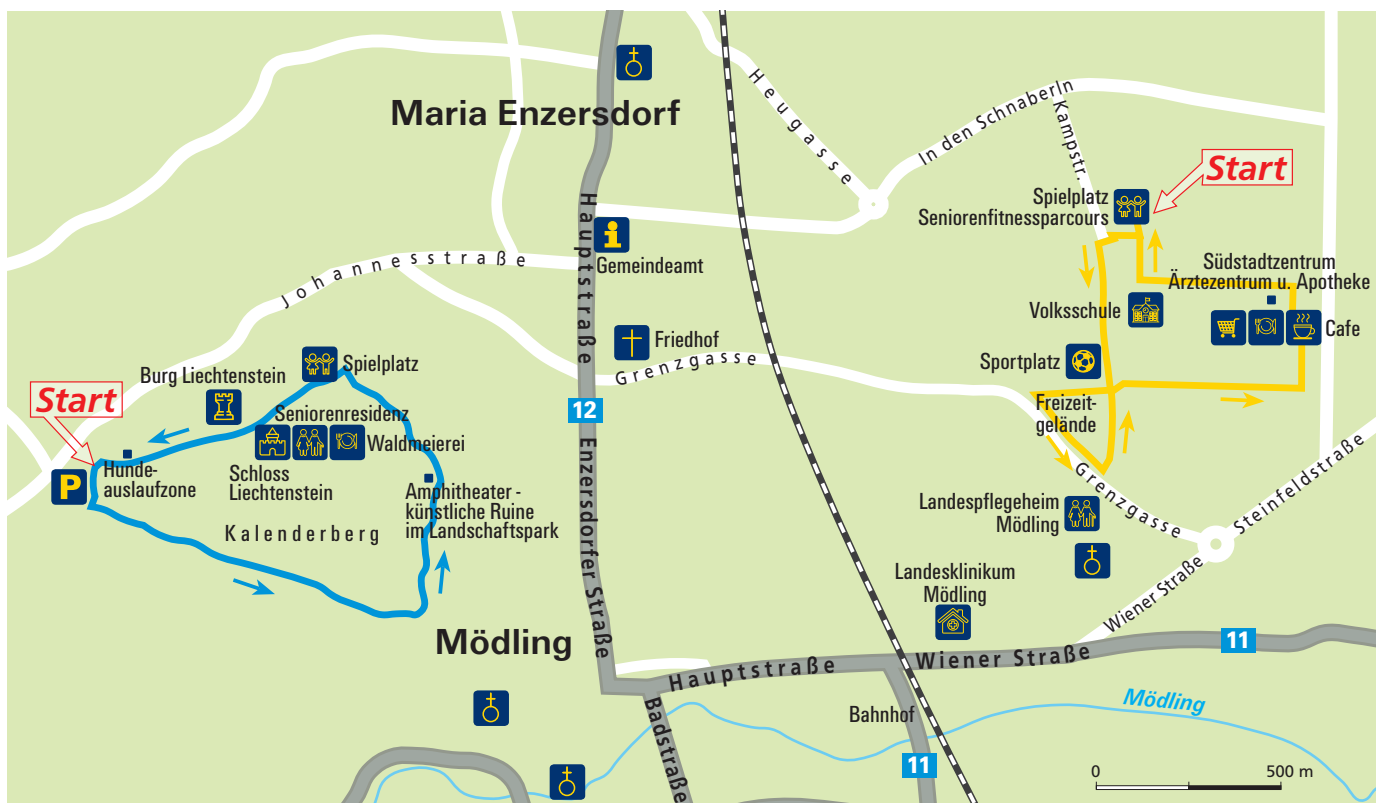 Maria Enzersdorf
Heugasse
In den Schnaberln
Kampstr.
Start
Spielplatz
Seniorenfitnessparcours
Hauptstraße
Gemeindeamt
Johannesstraße
Südstadtzentrum
Ärztezentrum u. Apotheke
Volksschule
Cafe
Friedhof
Grenzgasse
Sportplatz
Spielplatz
Burg Liechtenstein
Start
Seniorenresidenz
Waldmeierei
Schloss
Liechtenstein
12
Freizeit-
gelände
P
Hunde-
auslaufzone
Amphitheater -
künstliche Ruine
im Landschaftspark
Kalenderberg
Enzersdorfer Straße
Grenzgasse
Steinfeldstraße
Landespflegeheim
Mödling
Landesklinikum
Mödling
Wiener Straße
Mödling
Hauptstraße
Wiener Straße
11
Badstraße
Bahnhof
Mödling
11
0
500 m